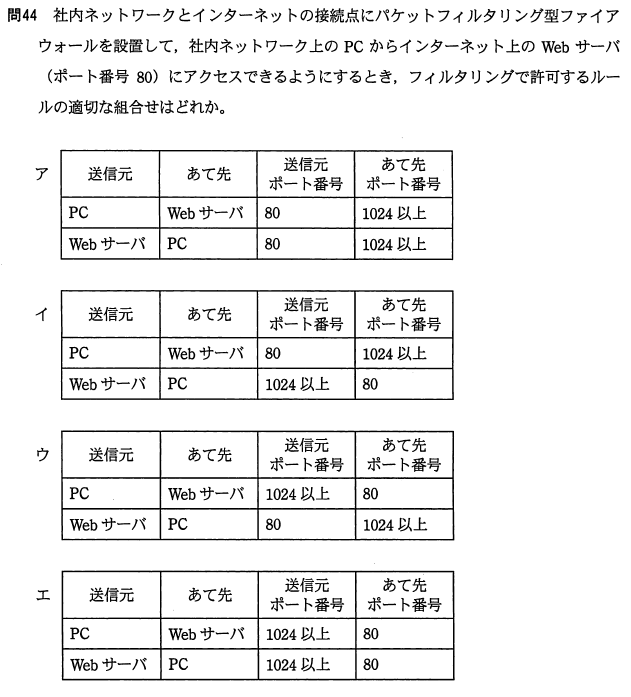 問44 社内ネットワークとインターネットの接続点にパケットフィルタリング型ファイア
ウォールを設置して，社内ネットワーク上の PC からインターネット上の Web サーバ
（ポート番号 80）にアクセスできるようにするとき，フィルタリングで許可するルー
ルの適切な組合せはどれか。
ア
送信元 あて先 送信元ポート番号 あて先ポート番号
PC Web サーバ 80 1024 以上
Web サーバ PC 80 1024 以上
イ
送信元 あて先 送信元ポート番号 あて先ポート番号
PC Web サーバ 80 1024 以上
Web サーバ PC 1024 以上 80
ウ
送信元 あて先 送信元ポート番号 あて先ポート番号
PC Web サーバ 1024 以上 80
Web サーバ PC 80 1024 以上
エ
送信元 あて先 送信元ポート番号 あて先ポート番号
PC Web サーバ 1024 以上 80
Web サーバ PC 1024 以上 80